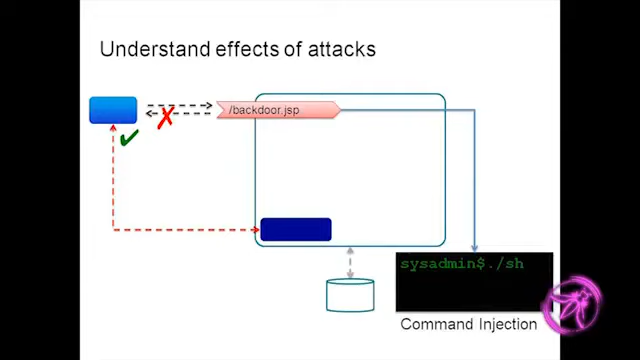 Understand effects of attacks
/backdoor.jsp
sysadmin$./sh
Command Injection